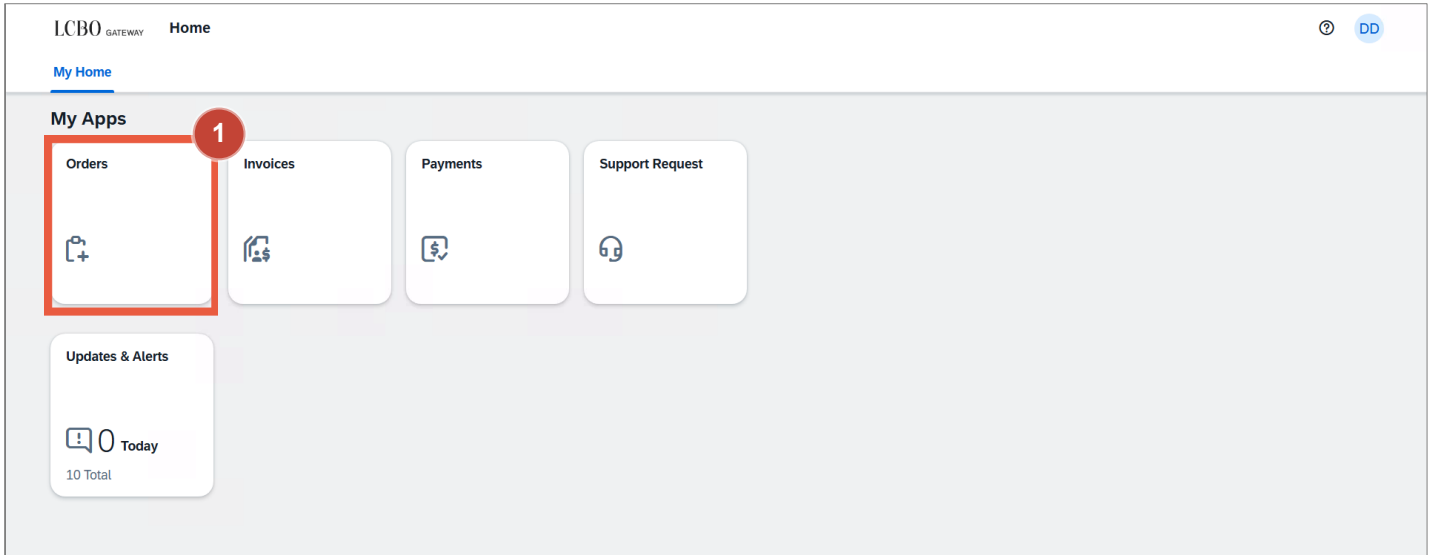 LCBO GATEWAY Home
DD
My Home
My Apps
1
Orders
Invoices
Payments
Support Request
Updates & Alerts
0 Today
10 Total